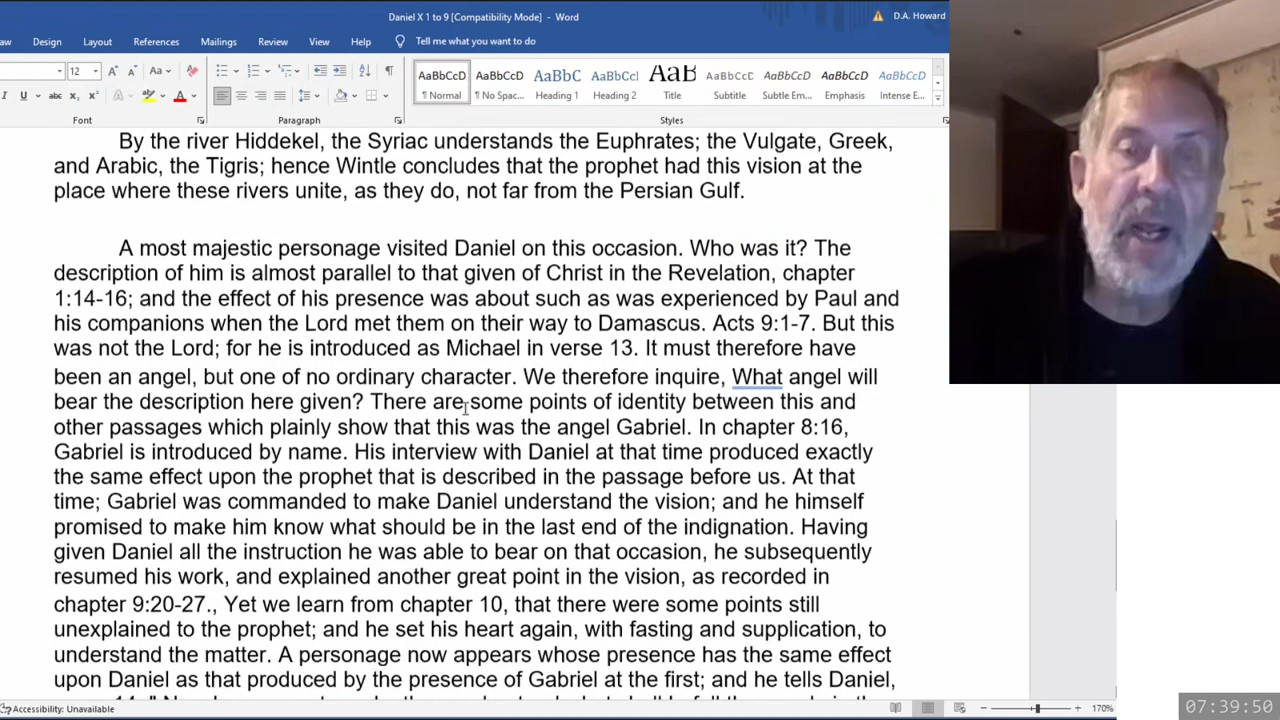 Daniel X 1 to 9 [Compatibility Mode] - Word
D.A. Howard
aw Design Layout References Mailings Review View Help Tell me what you want to do
12
AaBbCcD AaBbCcD AaBbC AaBbCcI AaB AaBbCcD AaBbCcD AaBbCcD AaBbCcD
¶ Normal ¶ No Spac... Heading 1 Heading 2 Title Subtitle Subtle Em... Emphasis Intense E...
Font Paragraph Styles
By the river Hiddekel, the Syriac understands the Euphrates; the Vulgate, Greek,
and Arabic, the Tigris; hence Wintle concludes that the prophet had this vision at the
place where these rivers unite, as they do, not far from the Persian Gulf.
A most majestic personage visited Daniel on this occasion. Who was it? The
description of him is almost parallel to that given of Christ in the Revelation, chapter
1:14-16; and the effect of his presence was about such as was experienced by Paul and
his companions when the Lord met them on their way to Damascus. Acts 9:1-7. But this
was not the Lord; for he is introduced as Michael in verse 13. It must therefore have
been an angel, but one of no ordinary character. We therefore inquire, What angel will
bear the description here given? There are some points of identity between this and
other passages which plainly show that this was the angel Gabriel. In chapter 8:16,
Gabriel is introduced by name. His interview with Daniel at that time produced exactly
the same effect upon the prophet that is described in the passage before us. At that
time; Gabriel was commanded to make Daniel understand the vision; and he himself
promised to make him know what should be in the last end of the indignation. Having
given Daniel all the instruction he was able to bear on that occasion, he subsequently
resumed his work, and explained another great point in the vision, as recorded in
chapter 9:20-27., Yet we learn from chapter 10, that there were some points still
unexplained to the prophet; and he set his heart again, with fasting and supplication, to
understand the matter. A personage now appears whose presence has the same effect
upon Daniel as that produced by the presence of Gabriel at the first; and he tells Daniel,
Accessibility: Unavailable
170%
07:39:50